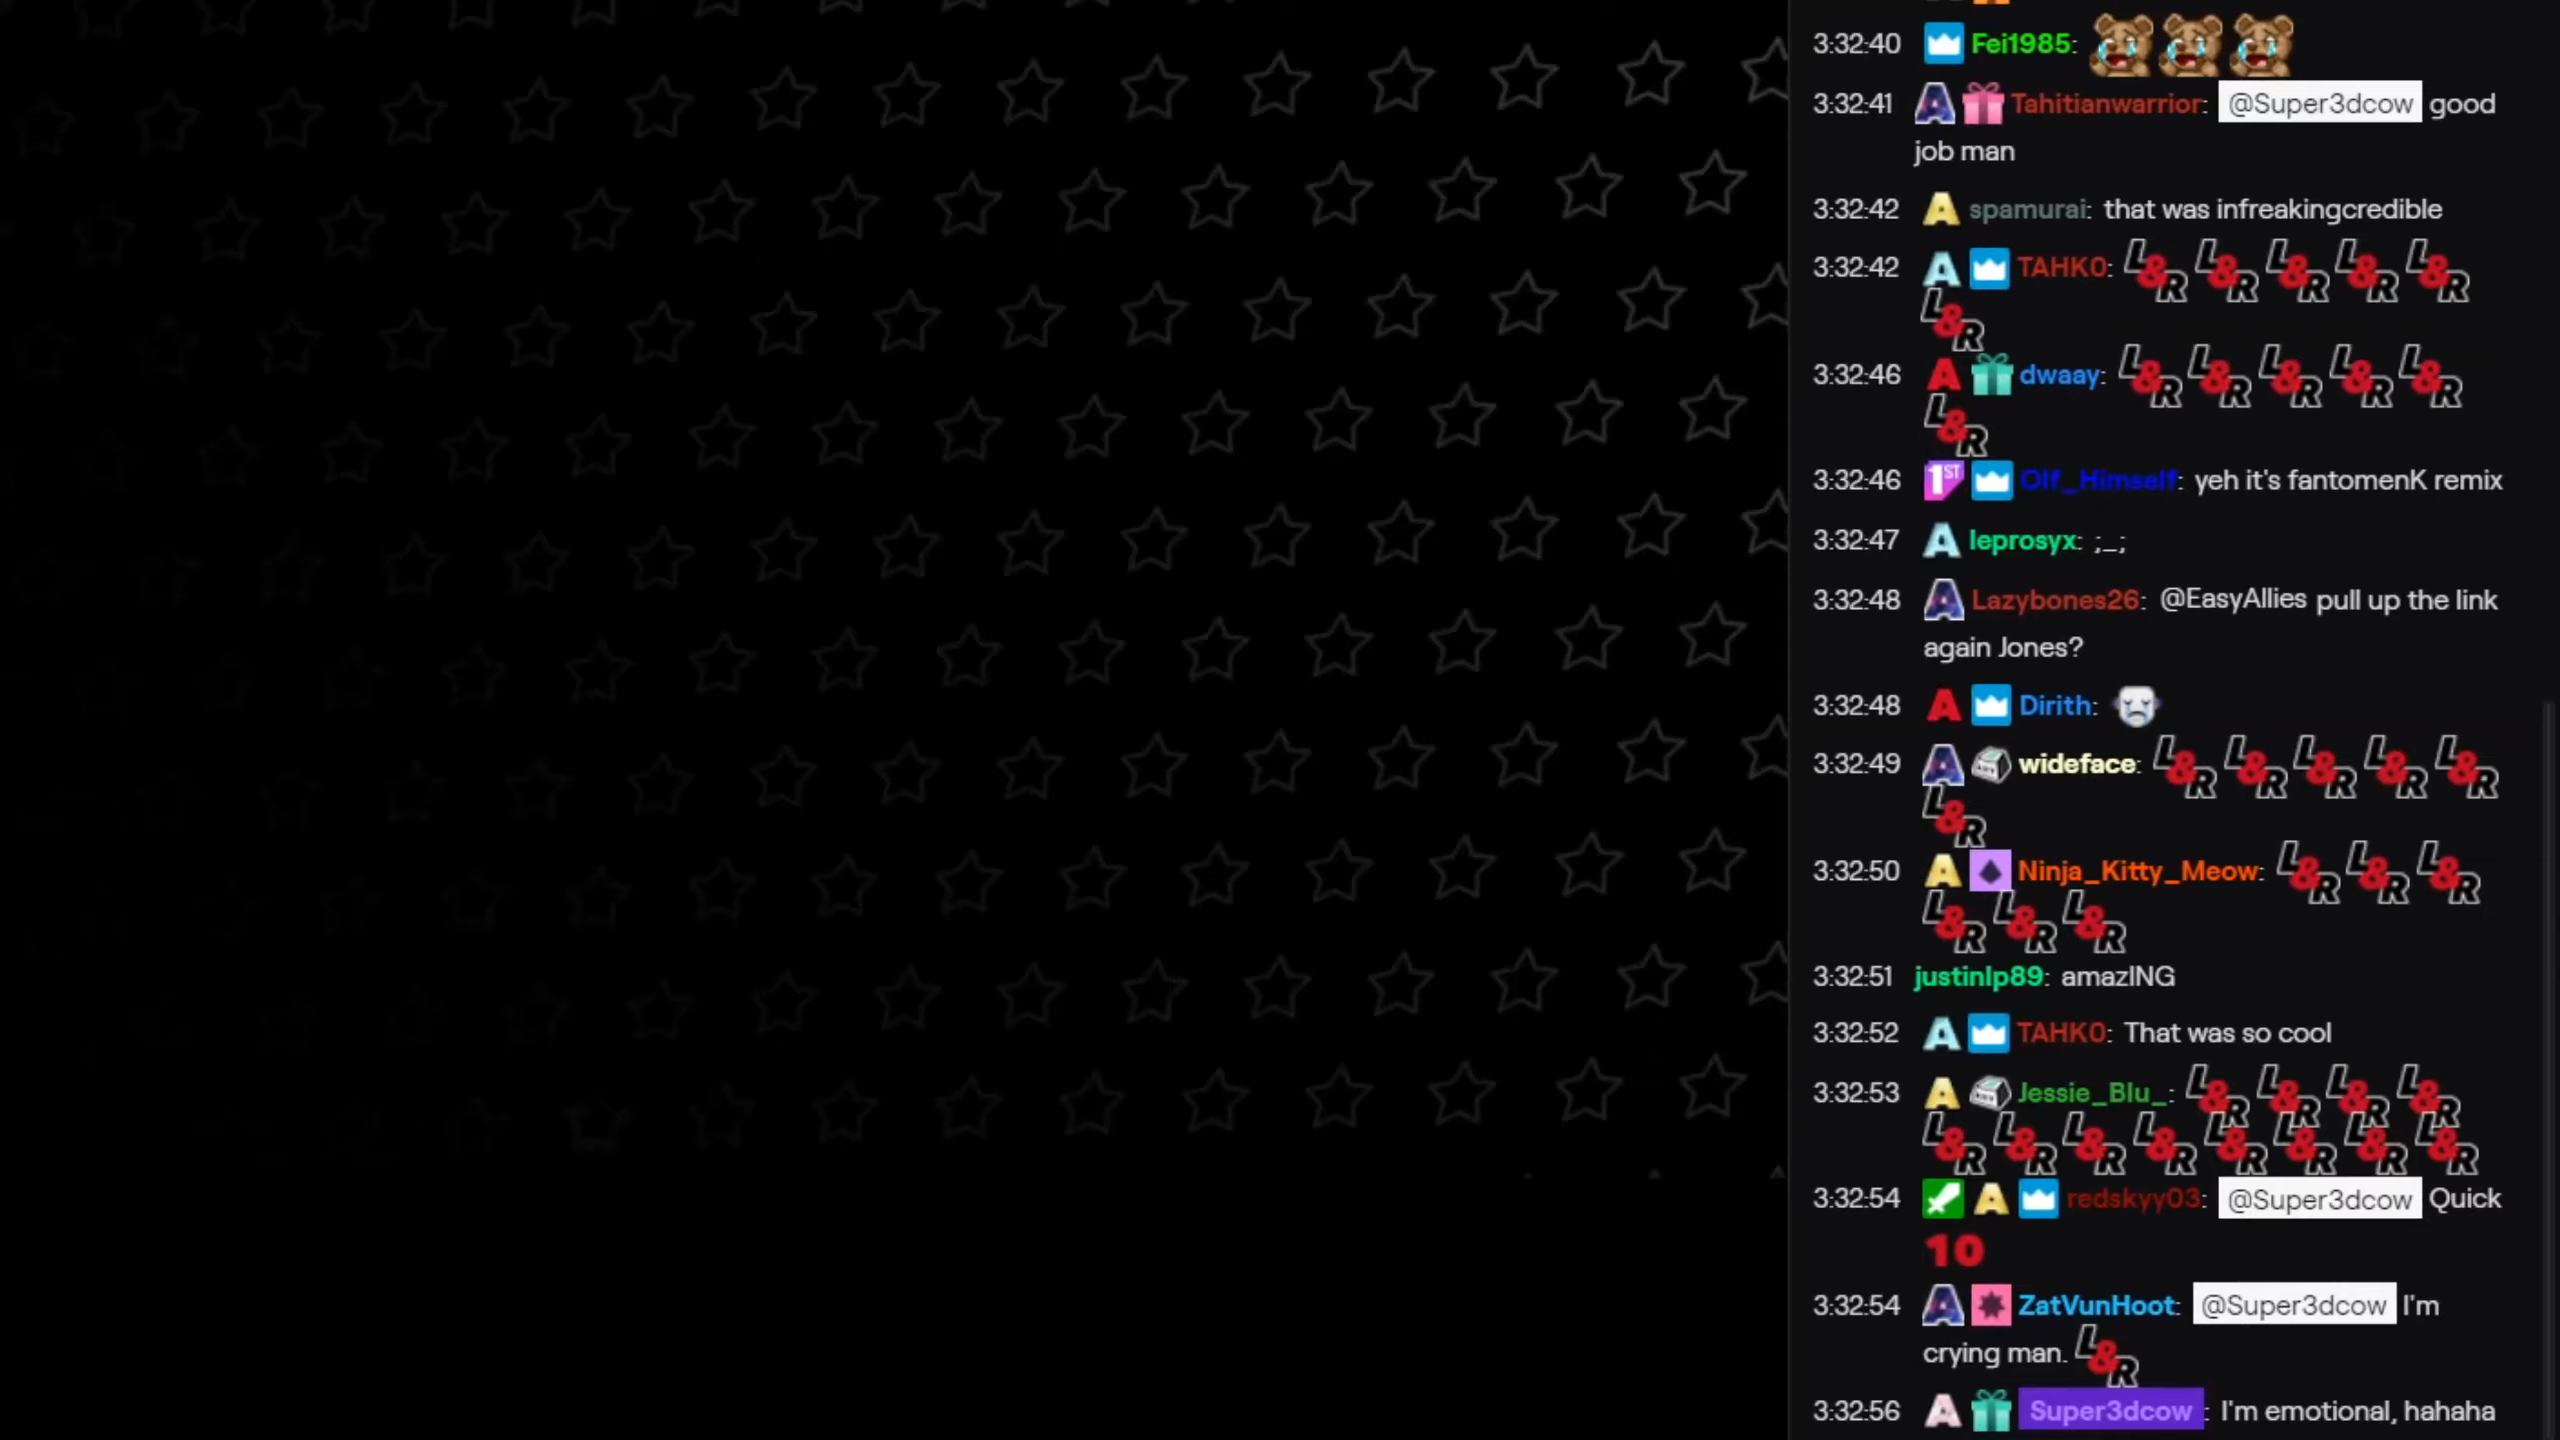 3:32:40 Fei1985:
3:32:41 A Tahitianwarrior: @Super3dcow good
job man
3:32:42 A spamurai: that was infreakingcredible
3:32:42 A TAHKO: L&R L&R L&R L&R L&R
L&R
3:32:46 A dwaay: L&R L&R L&R L&R L&R
L&R
3:32:46 1ST Olf_Himself: yeh it's fantomenK remix
3:32:47 A leprosyx: ;_;
3:32:48 A Lazybones26: @EasyAllies pull up the link
again Jones?
3:32:48 A Dirith:
3:32:49 A wideface: L&R L&R L&R L&R L&R
L&R
3:32:50 A Ninja_Kitty_Meow: L&R L&R L&R
L&R L&R L&R
3:32:51 justinlp89: amazING
3:32:52 A TAHKO: That was so cool
3:32:53 A Jessie_Blu_: L&R L&R L&R L&R
L&R L&R L&R L&R L&R L&R L&R L&R
3:32:54 A redskyy03: @Super3dcow Quick
10
3:32:54 A ZatVunHoot: @Super3dcow I'm
crying man. L&R
3:32:56 A Super3dcow: I'm emotional, hahaha